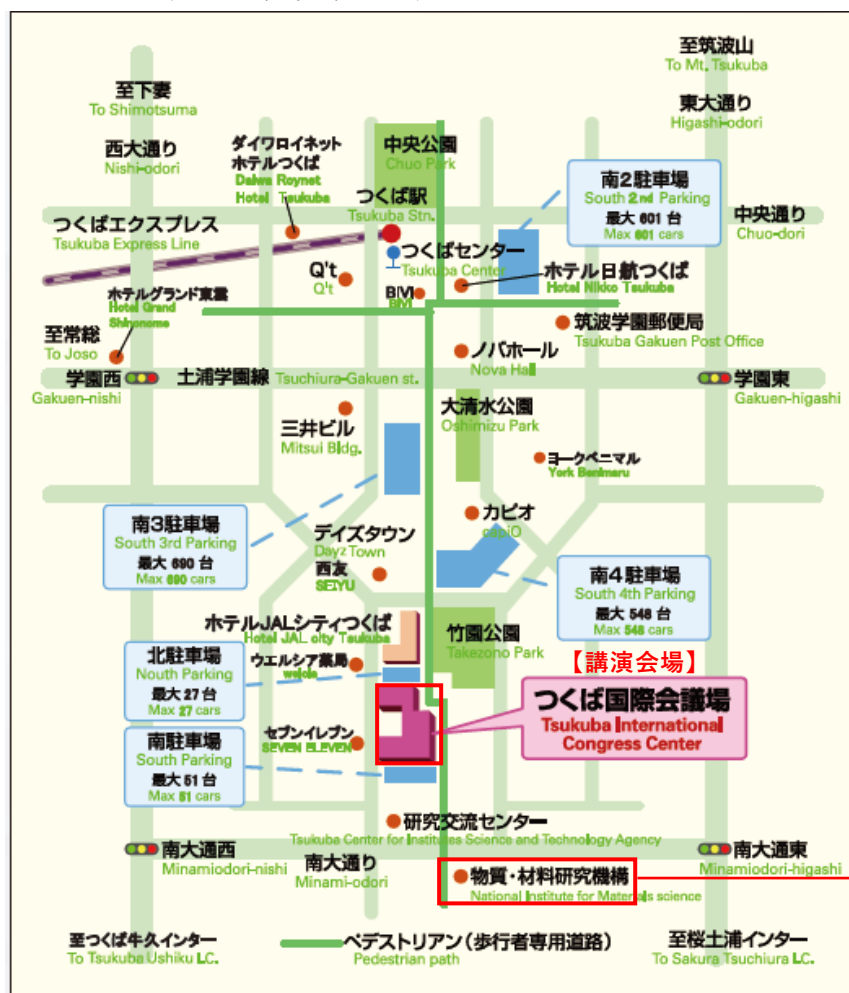 至筑波山
To Mt. Tsukuba
至下妻
To Shimotsuma
東大通り
Higashi-odori
西大通り
Nishi-odori
ダイワロイネット
ホテルつくば
Daiwa Roynet
Hotel Tsukuba
中央公園
Chuo Park
つくば駅
Tsukuba Stn.
南2駐車場
South 2nd Parking
最大 601 台
Max 601 cars
中央通り
Chuo-dori
つくばエクスプレス
Tsukuba Express Line
つくばセンター
Tsukuba Center
Q't
Q't
BiVi
BiVi
ホテル日航つくば
Hotel Nikko Tsukuba
ホテルグランド東雲
Hotel Grand
Shinonome
筑波学園郵便局
Tsukuba Gakuen Post Office
至常総
To Joso
ノバホール
Nova Hall
学園西
Gakuen-nishi
土浦学園線 Tsuchiura-Gakuen st.
学園東
Gakuen-higashi
三井ビル
Mitsui Bldg.
大清水公園
Oshimizu Park
ヨークベニマル
York Benimaru
南3駐車場
South 3rd Parking
最大 690 台
Max 690 cars
デイズタウン
Dayz Town
西友
SEIYU
カピオ
capiO
南4駐車場
South 4th Parking
最大 548 台
Max 548 cars
ホテルJALシティつくば
Hotel JAL city Tsukuba
竹園公園
Takezono Park
北駐車場
Nouth Parking
最大 27 台
Max 27 cars
ウエルシア薬局
welcia
【講演会場】
つくば国際会議場
Tsukuba International
Congress Center
南駐車場
South Parking
最大 51 台
Max 51 cars
セブンイレブン
SEVEN ELEVEN
研究交流センター
Tsukuba Center for Institutes Science and Technology Agency
南大通西
Minamiodori-nishi
南大通り
Minami-odori
南大通東
Minamiodori-higashi
物質・材料研究機構
National Institute for Materials science
至つくば牛久インター
To Tsukuba Ushiku I.C.
ペデストリアン（歩行者専用道路）
Pedestrian path
至桜土浦インター
To Sakura Tsuchiura I.C.